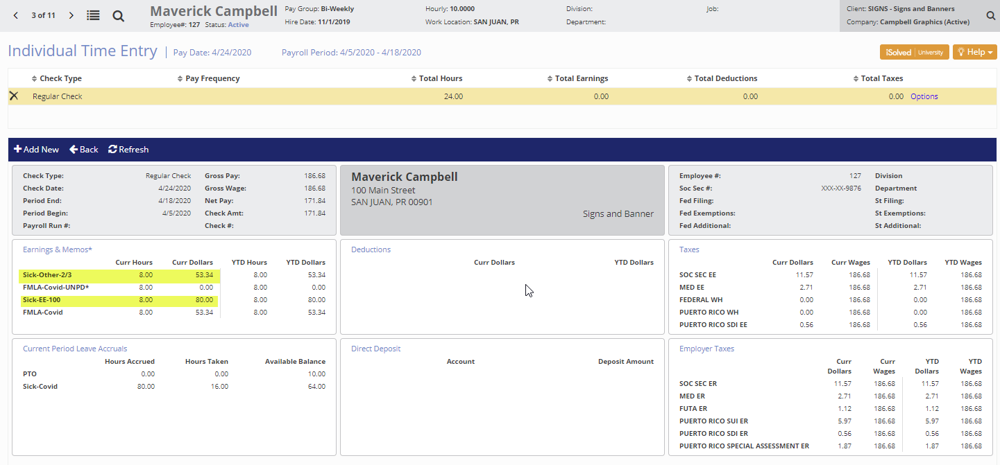 3 of 11 Maverick Campbell Pay Group: Bi-Weekly Hourly: 10.0000 Division: Job: Client: SIGNS - Signs and Banners
Employee#: 127 Status: Active Hire Date: 11/1/2019 Work Location: SAN JUAN, PR Department: Company: Campbell Graphics (Active)
Individual Time Entry | Pay Date: 4/24/2020 Payroll Period: 4/5/2020 - 4/18/2020 iSolved | University Help
Check Type Pay Frequency Total Hours Total Earnings Total Deductions Total Taxes
Regular Check 24.00 0.00 0.00 0.00 Options
Add New Back Refresh
Check Type: Regular Check Gross Pay: 186.68
Check Date: 4/24/2020 Gross Wage: 186.68
Period End: 4/18/2020 Net Pay: 171.84
Period Begin: 4/5/2020 Check Amt: 171.84
Payroll Run #: Check #:
Maverick Campbell
100 Main Street
SAN JUAN, PR 00901
Signs and Banner
Employee #: 127 Division
Soc Sec #: XXX-XX-9876 Department
Fed Filing: St Filing:
Fed Exemptions: St Exemptions:
Fed Additional: St Additional:
Earnings & Memos*
Curr Hours Curr Dollars YTD Hours YTD Dollars
Sick-Other-2/3 8.00 53.34 8.00 53.34
FMLA-Covid-UNPD* 8.00 0.00 8.00 0.00
Sick-EE-100 8.00 80.00 8.00 80.00
FMLA-Covid 8.00 53.34 8.00 53.34
Deductions
Curr Dollars YTD Dollars
Taxes
Curr Dollars Curr Wages YTD Dollars YTD Wages
SOC SEC EE 11.57 186.68 11.57 186.68
MED EE 2.71 186.68 2.71 186.68
FEDERAL WH 0.00 186.68 0.00 186.68
PUERTO RICO WH 0.00 186.68 0.00 186.68
PUERTO RICO SDI EE 0.56 186.68 0.56 186.68
Current Period Leave Accruals
Hours Accrued Hours Taken Available Balance
PTO 0.00 0.00 10.00
Sick-Covid 80.00 16.00 64.00
Direct Deposit
Account Deposit Amount
Employer Taxes
Curr Curr YTD YTD
Dollars Wages Dollars Wages
SOC SEC ER 11.57 186.68 11.57 186.68
MED ER 2.71 186.68 2.71 186.68
FUTA ER 1.12 186.68 1.12 186.68
PUERTO RICO SUI ER 5.97 186.68 5.97 186.68
PUERTO RICO SDI ER 0.56 186.68 0.56 186.68
PUERTO RICO SPECIAL ASSESSMENT ER 1.87 186.68 1.87 186.68